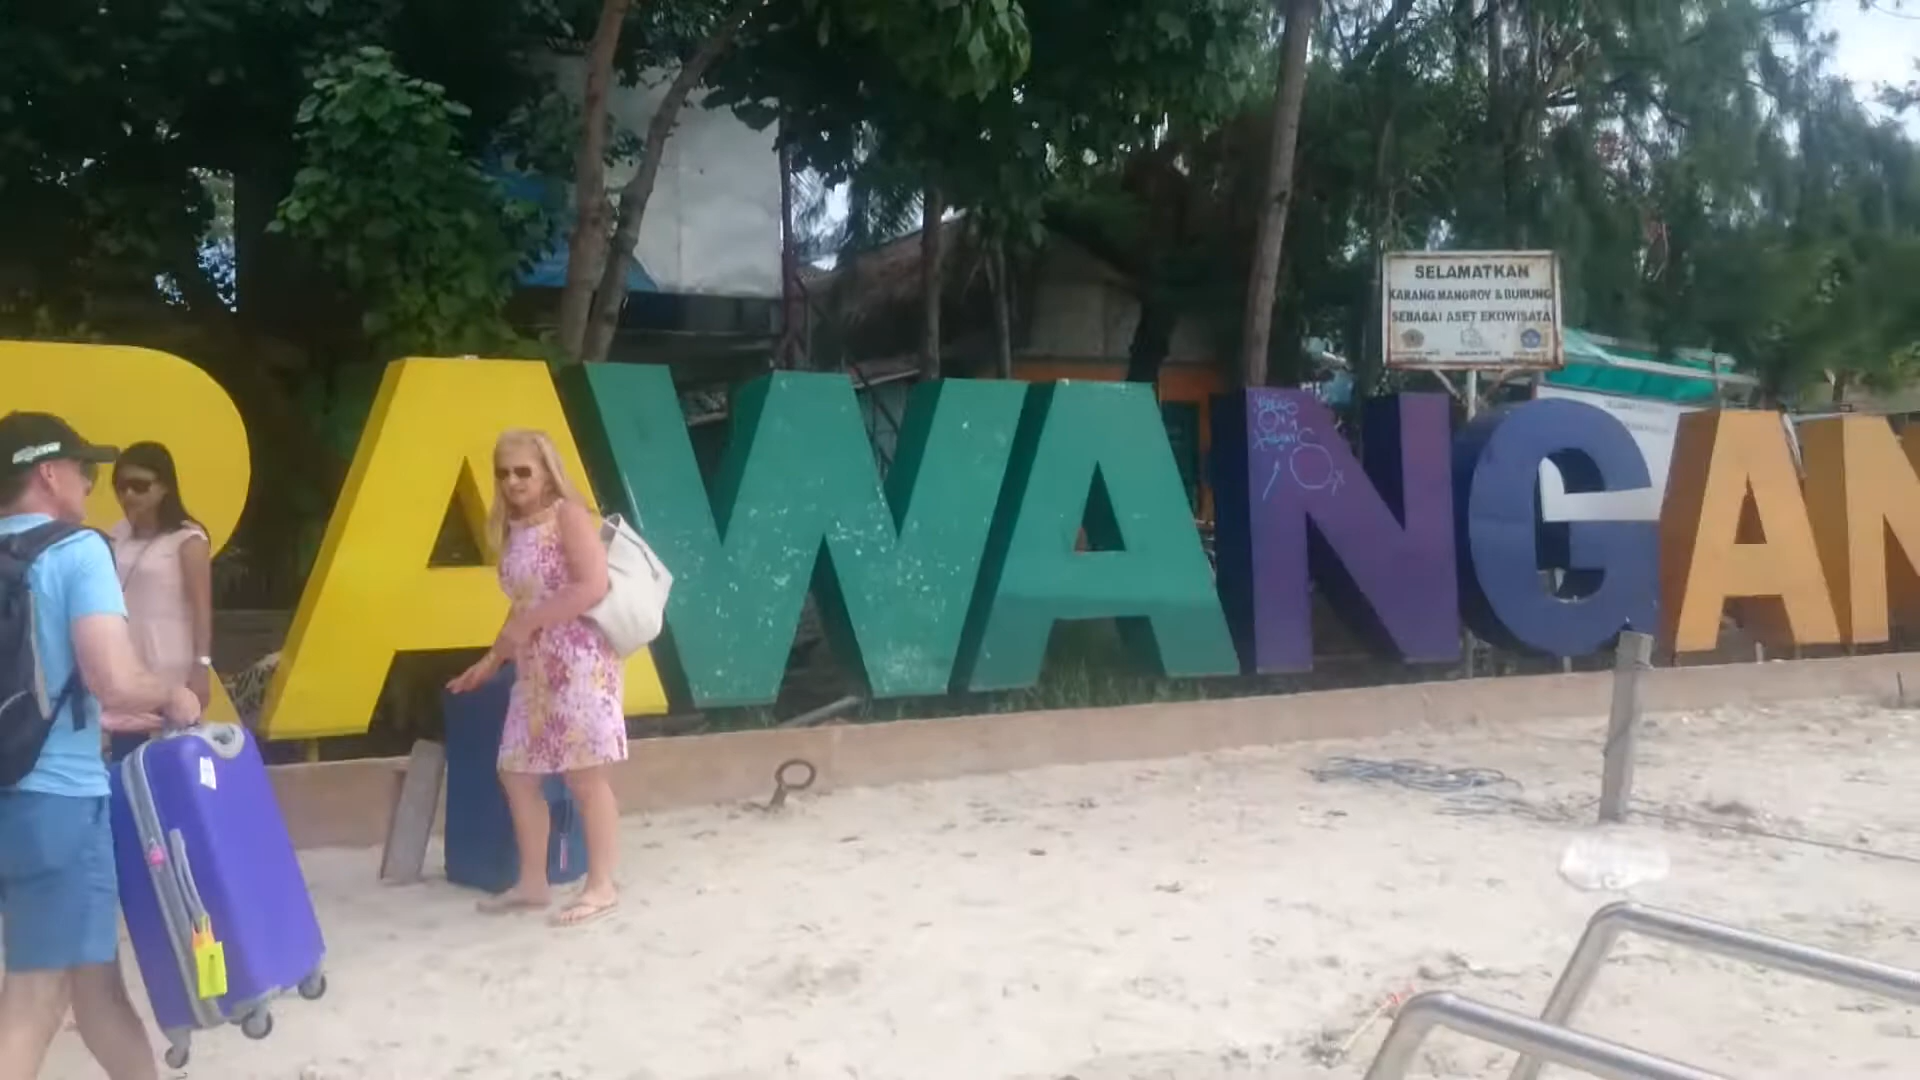 RAWANGAN
SELAMATKAN
KARANG.MANGROV & BURUNG
SEBAGAI ASET EKOWISATA